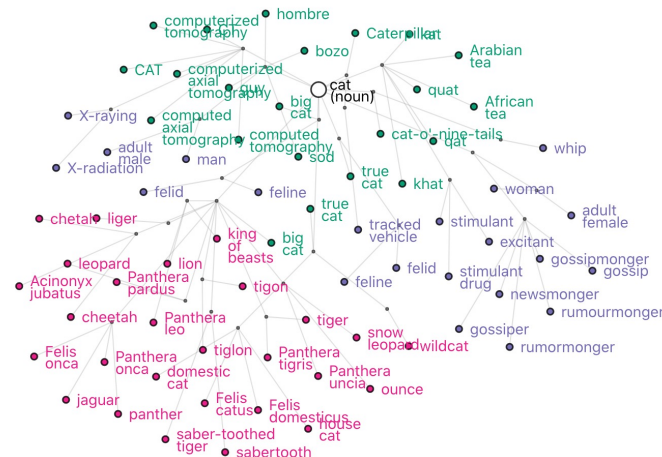 hombre
computerized
tomography
CT
Caterpillar
kat
bozo
Arabian
tea
CAT
computerized
axial
tomography
guy
cat
(noun)
quat
big
cat
African
tea
X-raying
computed
axial
tomography
computed
tomography
cat-o'-nine-tails
qat
whip
adult
male
man
sod
X-radiation
true
cat
khat
woman
felid
feline
true
cat
adult
female
chetah
liger
tracked
vehicle
stimulant
king
of
beasts
big
cat
excitant
leopard
lion
gossipmonger
gossip
felid
Acinonyx
jubatus
Panthera
pardus
tigon
feline
stimulant
drug
newsmonger
cheetah
Panthera
leo
tiger
rumourmonger
gossiper
snow
leopard
wildcat
rumormonger
Felis
onca
Panthera
onca
tiglon
Panthera
tigris
domestic
cat
Panthera
uncia
ounce
jaguar
panther
Felis
catus
Felis
domesticus
house
cat
saber-toothed
tiger
sabertooth